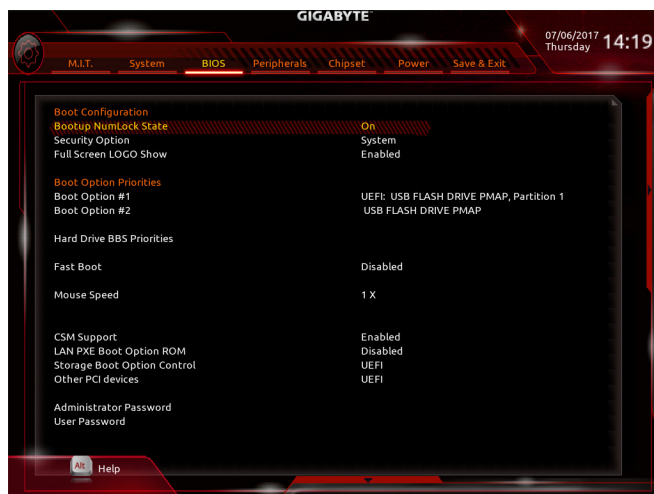 GIGABYTE™
07/06/2017 14:19
Thursday
M.I.T. System BIOS Peripherals Chipset Power Save & Exit
Boot Configuration
Bootup NumLock State On
Security Option System
Full Screen LOGO Show Enabled
Boot Option Priorities
Boot Option #1 UEFI: USB FLASH DRIVE PMAP, Partition 1
Boot Option #2 USB FLASH DRIVE PMAP
Hard Drive BBS Priorities
Fast Boot Disabled
Mouse Speed 1 X
CSM Support Enabled
LAN PXE Boot Option ROM Disabled
Storage Boot Option Control UEFI
Other PCI devices UEFI
Administrator Password
User Password
Alt Help